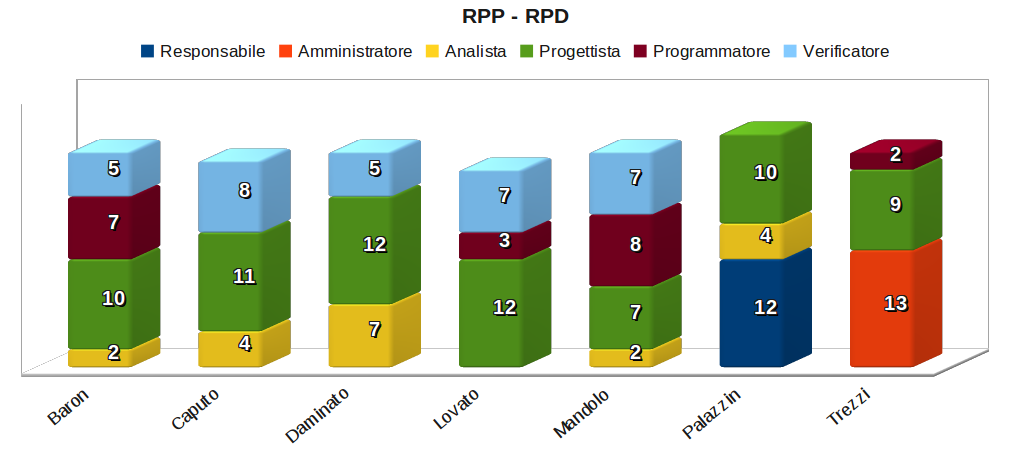 RPP - RPD
Responsabile Amministratore Analista Progettista Programmatore Verificatore
5 8 5 7 7 10 2
7 11 12 3 8 4 9
10 4 7 12 7 12 13
2 2
Baron Caputo Daminato Lovato Mandolo Palazzin Trezzi